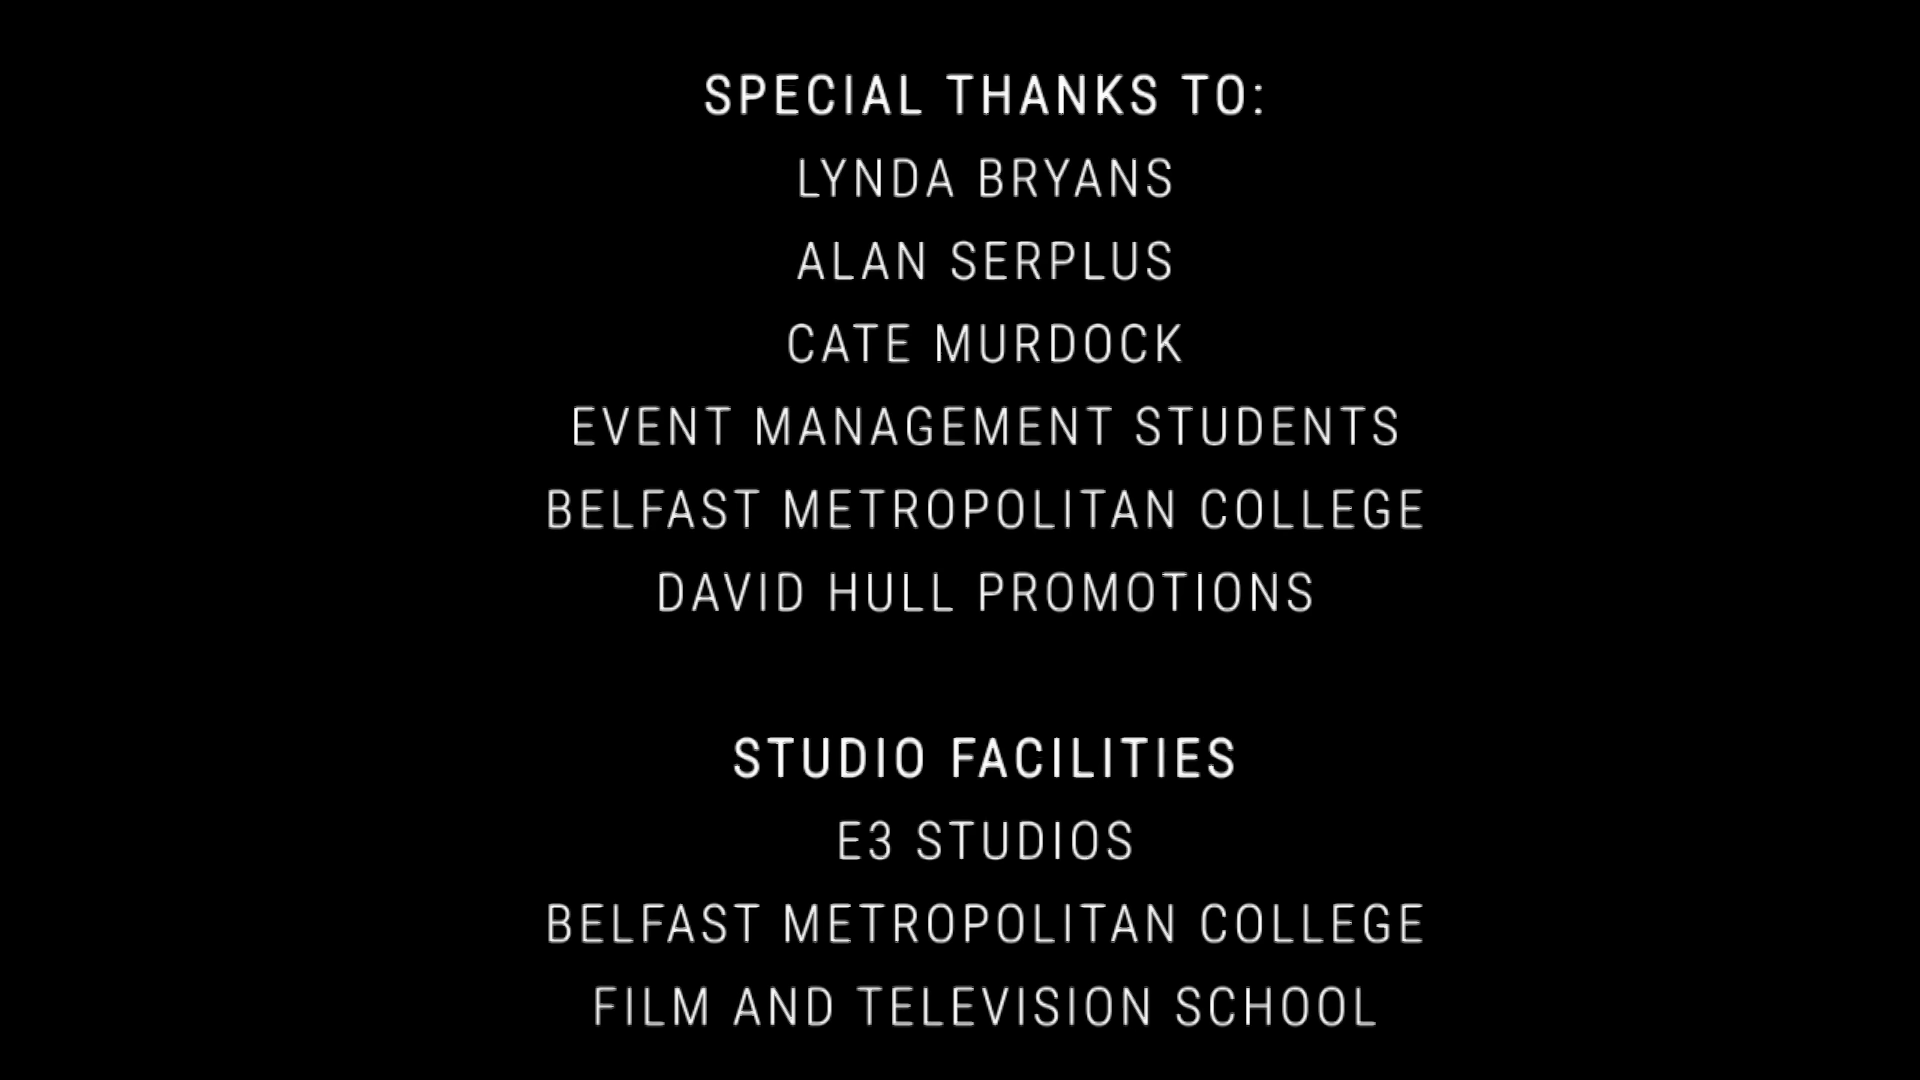 SPECIAL THANKS TO:
LYNDA BRYANS
ALAN SERPLUS
CATE MURDOCK
EVENT MANAGEMENT STUDENTS
BELFAST METROPOLITAN COLLEGE
DAVID HULL PROMOTIONS
STUDIO FACILITIES
E3 STUDIOS
BELFAST METROPOLITAN COLLEGE
FILM AND TELEVISION SCHOOL